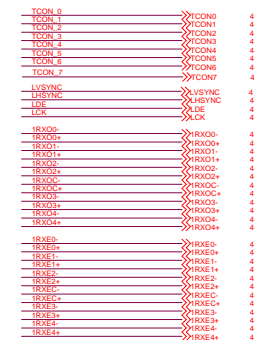 TCON_0 TCON0 4
TCON_1 TCON1 4
TCON_2 TCON2 4
TCON_3 TCON3 4
TCON_4 TCON4 4
TCON_5 TCON5 4
TCON_6 TCON6 4
TCON_7 TCON7 4
LVSYNC LVSYNC 4
LHSYNC LHSYNC 4
LDE LDE 4
LCK LCK 4
1RXO0- 1RXO0- 4
1RXO0+ 1RXO0+ 4
1RXO1- 1RXO1- 4
1RXO1+ 1RXO1+ 4
1RXO2- 1RXO2- 4
1RXO2+ 1RXO2+ 4
1RXOC- 1RXOC- 4
1RXOC+ 1RXOC+ 4
1RXO3- 1RXO3- 4
1RXO3+ 1RXO3+ 4
1RXO4- 1RXO4- 4
1RXO4+ 1RXO4+ 4
1RXE0- 1RXE0- 4
1RXE0+ 1RXE0+ 4
1RXE1- 1RXE1- 4
1RXE1+ 1RXE1+ 4
1RXE2- 1RXE2- 4
1RXE2+ 1RXE2+ 4
1RXEC- 1RXEC- 4
1RXEC+ 1RXEC+ 4
1RXE3- 1RXE3- 4
1RXE3+ 1RXE3+ 4
1RXE4- 1RXE4- 4
1RXE4+ 1RXE4+ 4